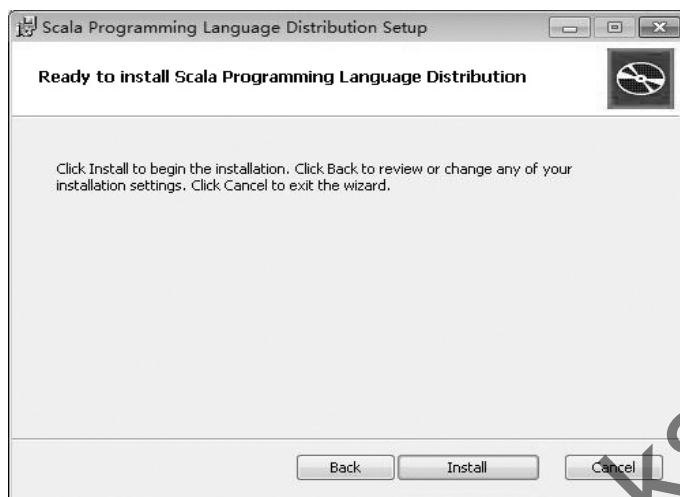 Scala Programming Language Distribution Setup
Ready to install Scala Programming Language Distribution
Click Install to begin the installation. Click Back to review or change any of your
installation settings. Click Cancel to exit the wizard.
Back Install Cancel